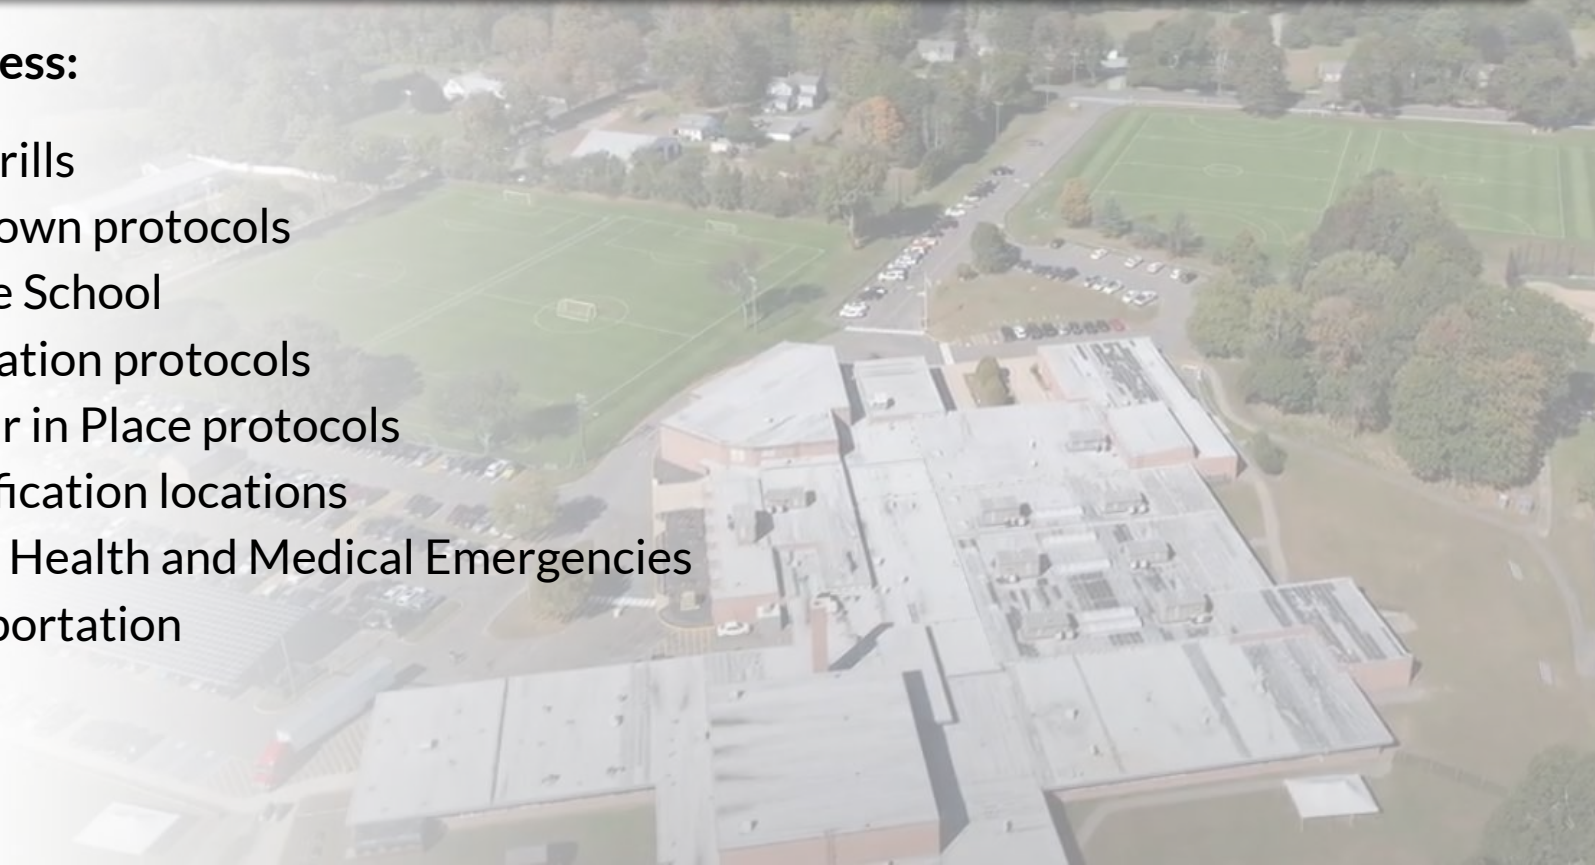 ess:
rills
own protocols
e School
ation protocols
r in Place protocols
fication locations
Health and Medical Emergencies
portation